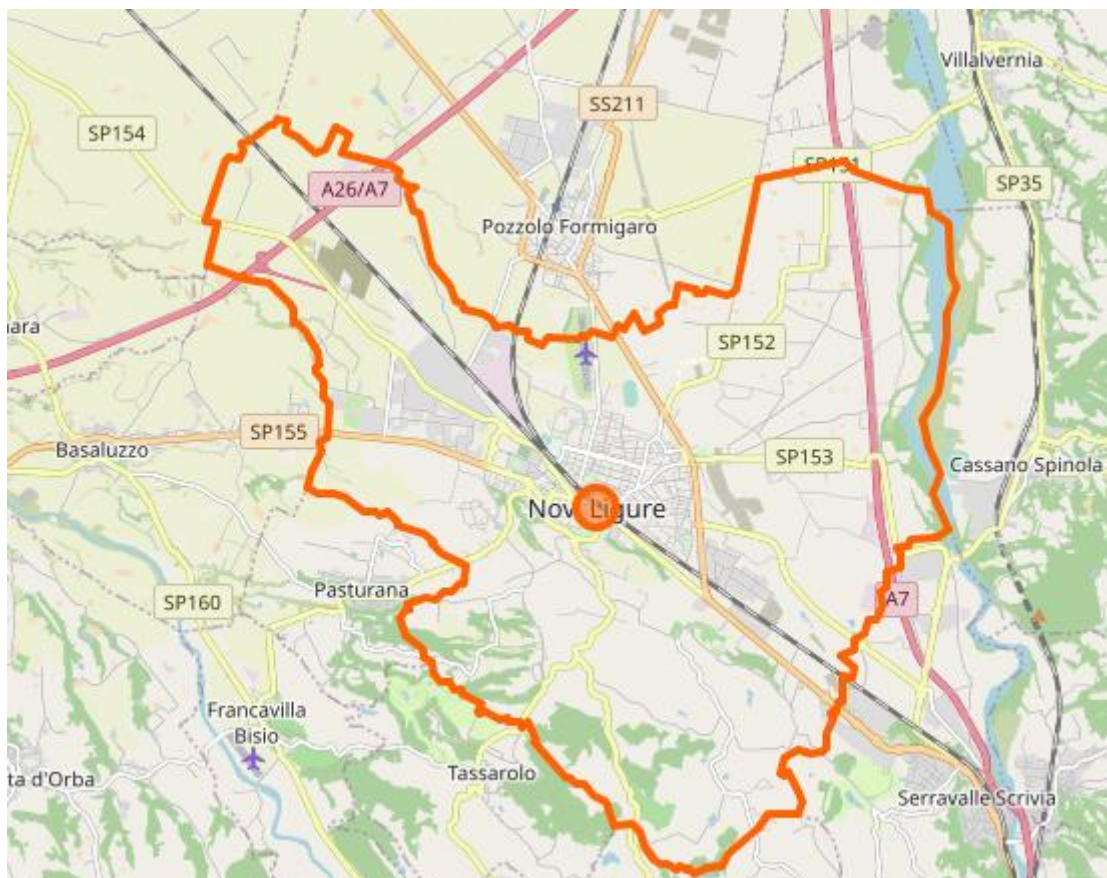 Villalvernia
SS211
SP154
SP151
A26/A7
SP35
Pozzolo Formigaro
SP152
SP155
Basaluzzo
SP153
Cassano Spinola
Novi Ligure
Pasturana
SP160
A7
Francavilla
Bisio
Tassarolo
ta d'Orba
Serravalle Scrivia